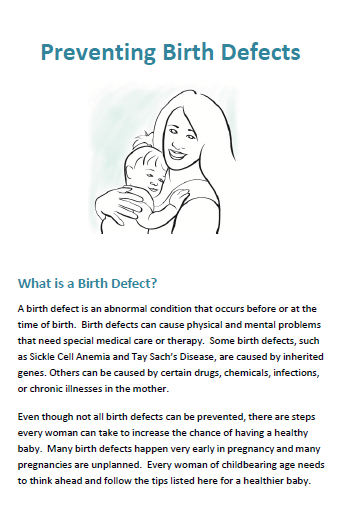 Preventing Birth Defects
What is a Birth Defect?
A birth defect is an abnormal condition that occurs before or at the
time of birth.  Birth defects can cause physical and mental problems
that need special medical care or therapy.  Some birth defects, such
as Sickle Cell Anemia and Tay Sach's Disease, are caused by inherited
genes. Others can be caused by certain drugs, chemicals, infections,
or chronic illnesses in the mother.
Even though not all birth defects can be prevented, there are steps
every woman can take to increase the chance of having a healthy
baby.  Many birth defects happen very early in pregnancy and many
pregnancies are unplanned.  Every woman of childbearing age needs
to think ahead and follow the tips listed here for a healthier baby.